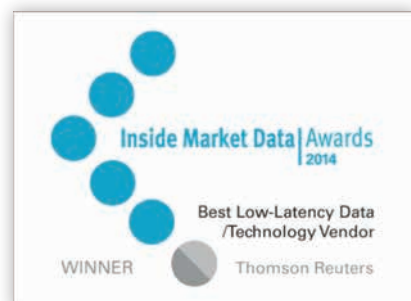 Inside Market Data | Awards
2014
Best Low-Latency Data
/Technology Vendor
WINNER Thomson Reuters